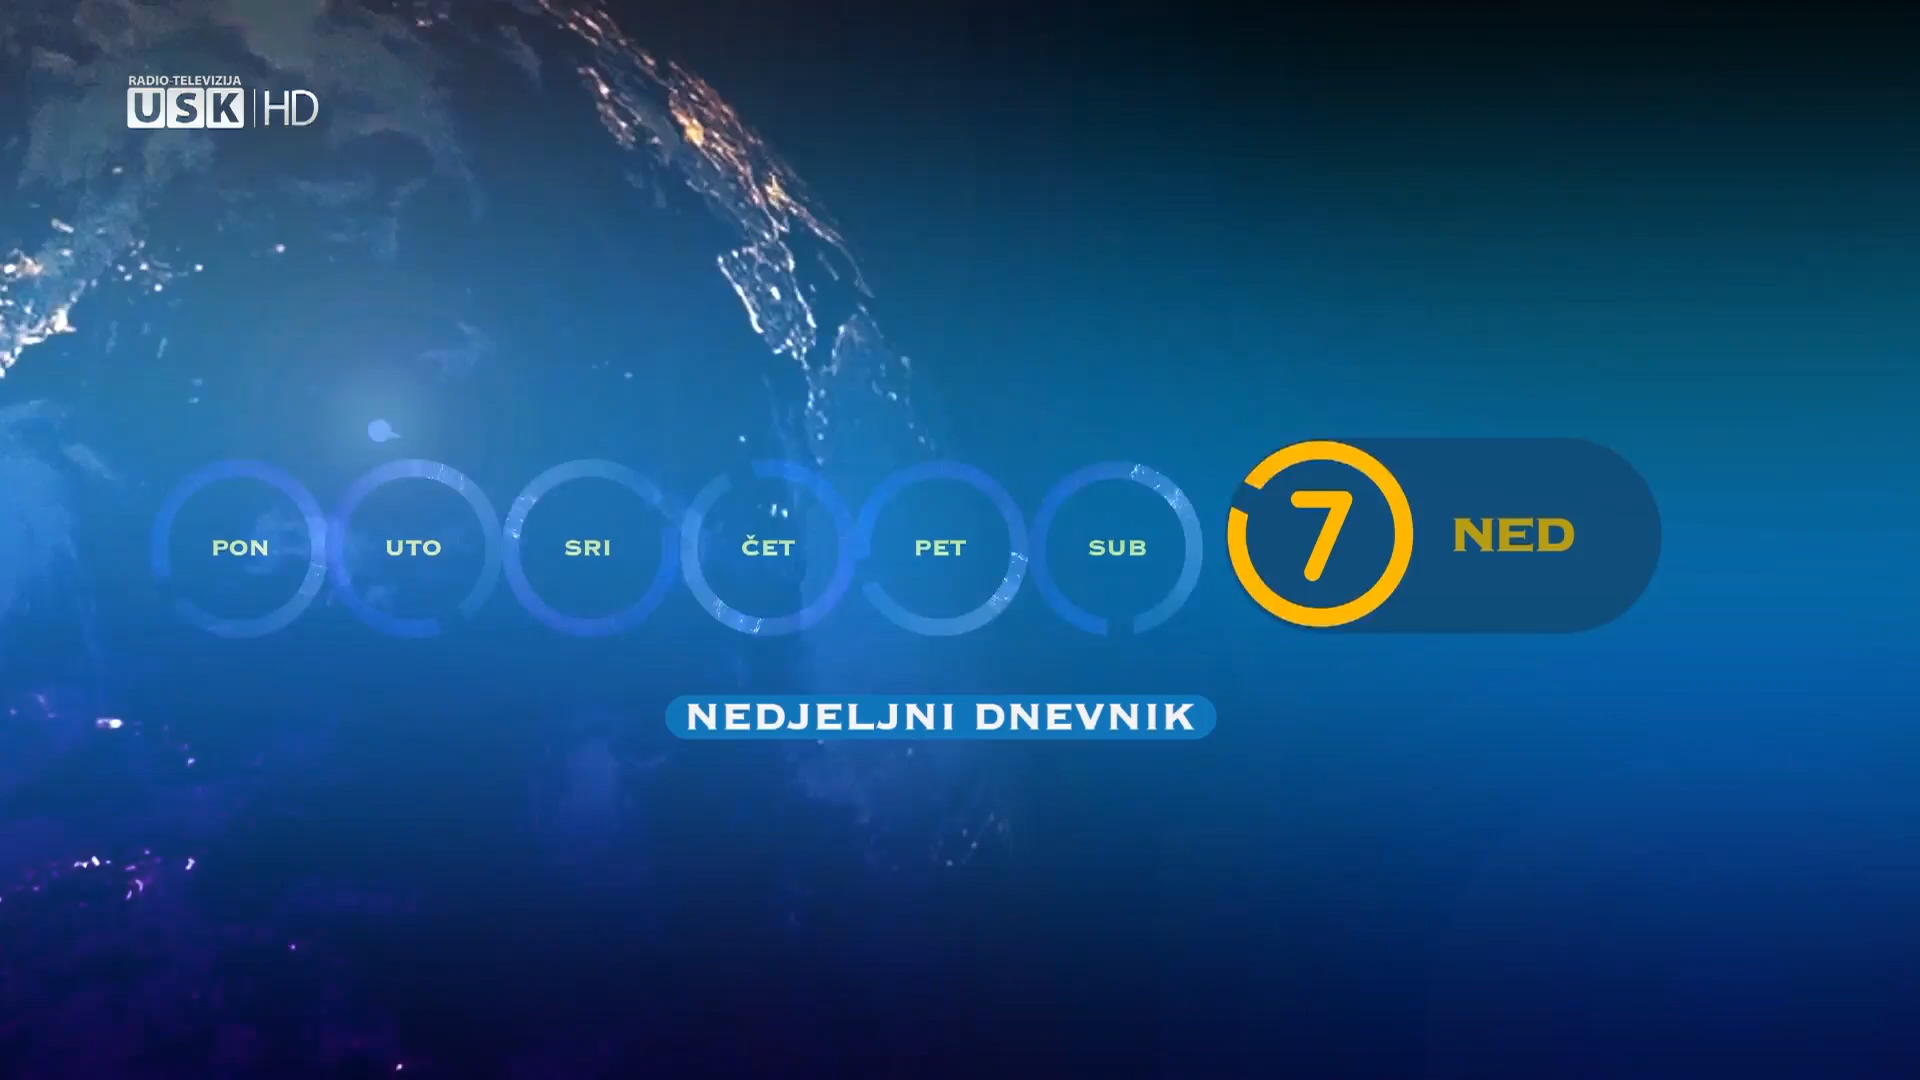 RADIO-TELEVIZIJA
USK HD
PON UTO SRI ČET PET SUB 7 NED
NEDJELJNI DNEVNIK